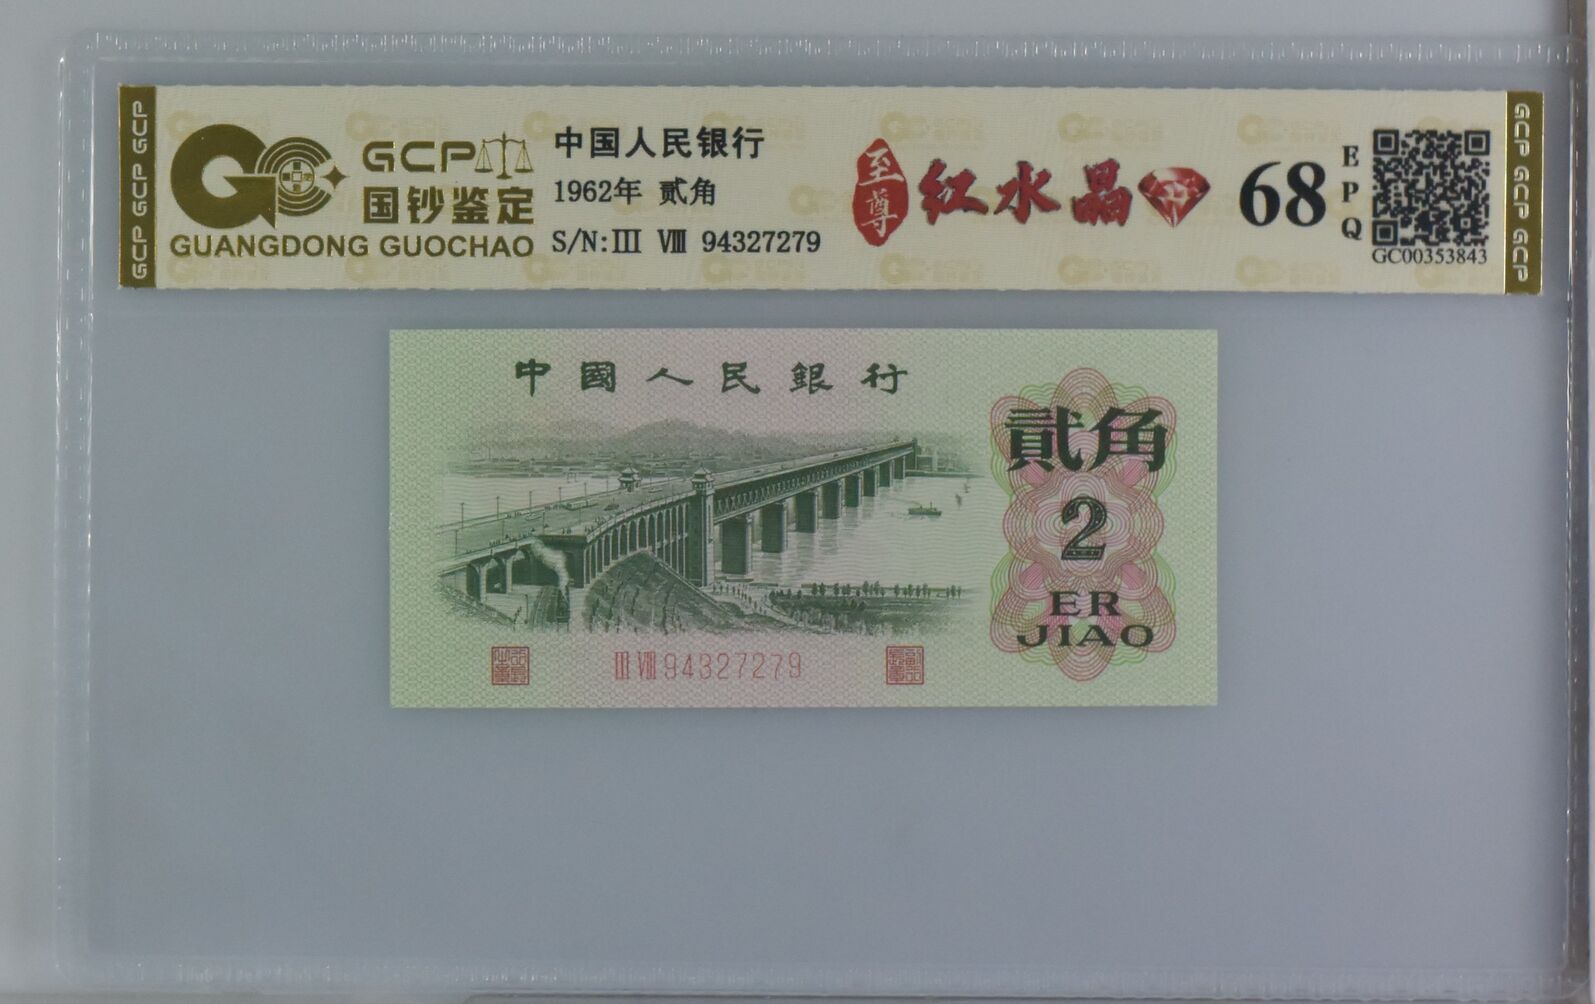 GCP GCP GCP
GCP
国钞鉴定
GUANGDONG GUOCHAO
中国人民银行
1962年 贰角
S/N:III VIII 94327279
至尊
红水晶
68
EPQ
GC00353843
GCP GCP GCP
中國人民銀行
貳角
2
ER
JIAO
III VIII 94327279